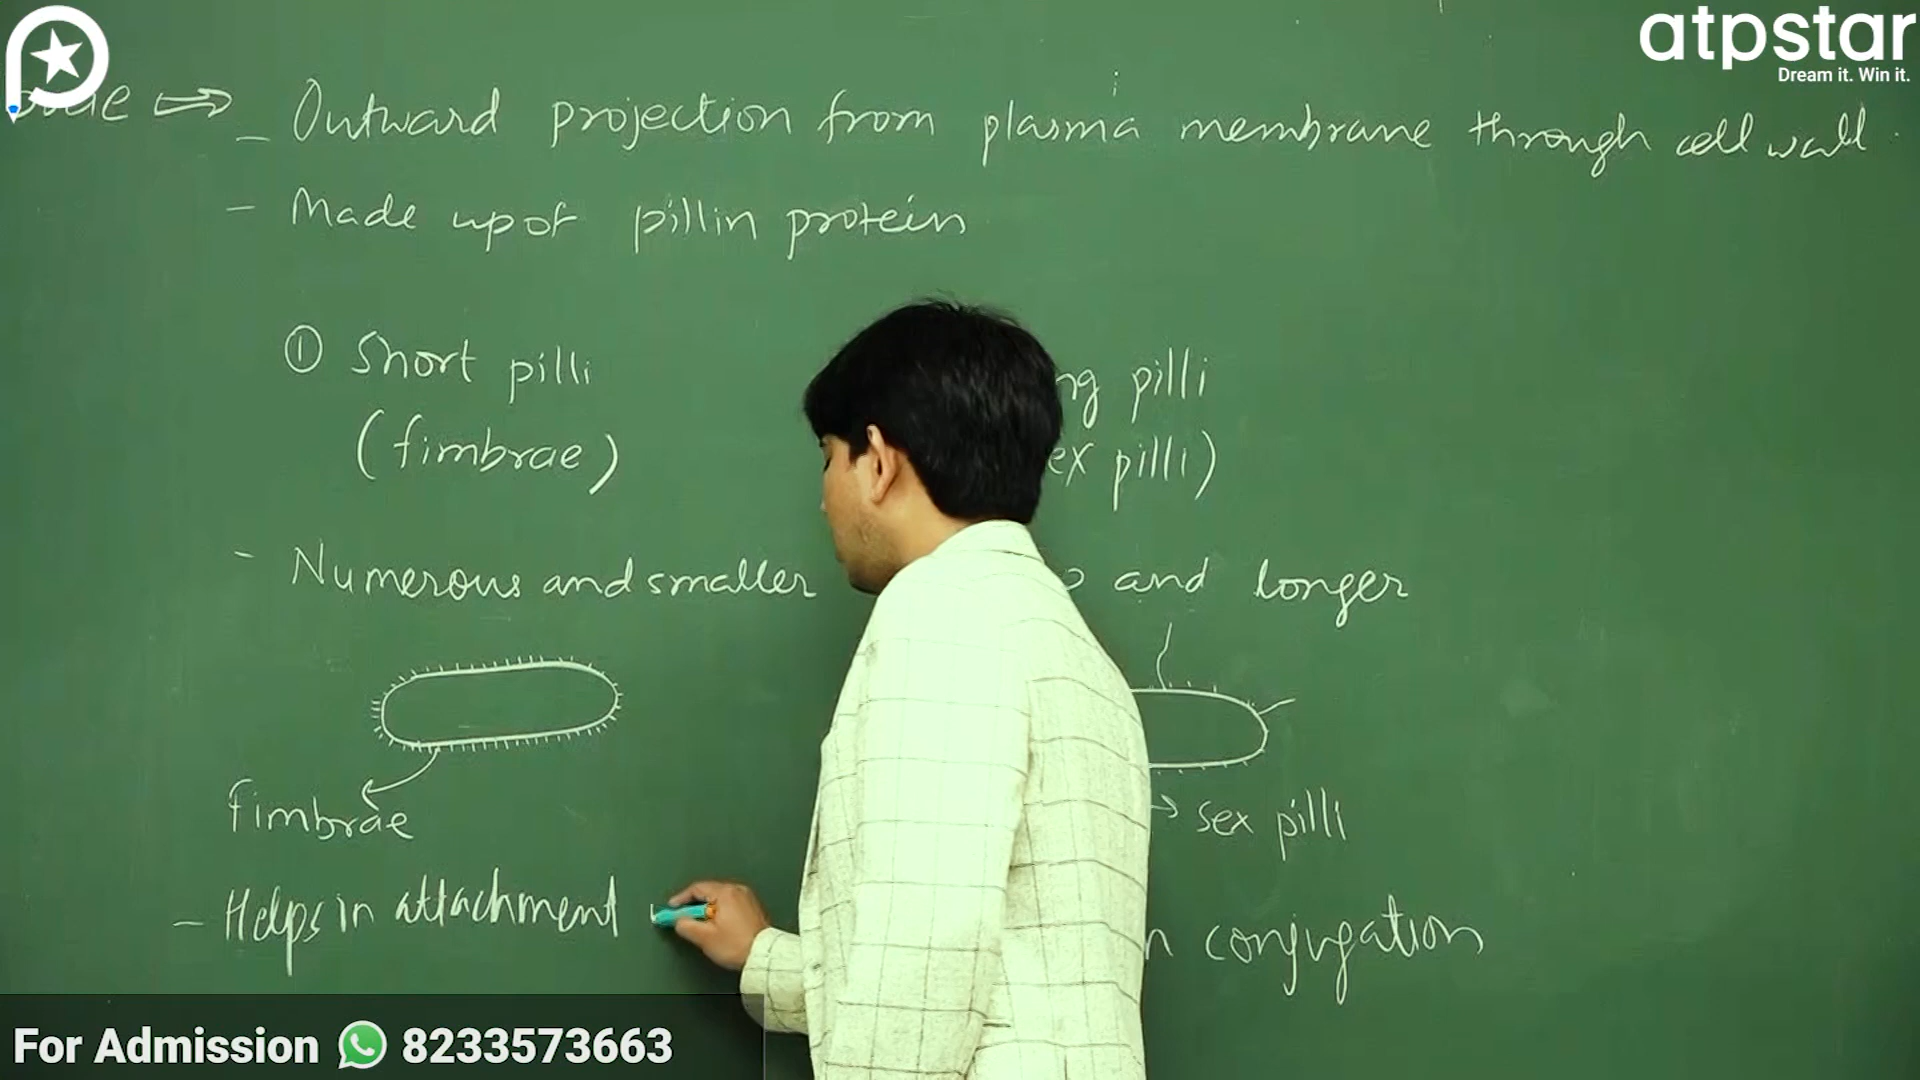 atpstar
Dream it. Win it.
⇒ - Outward projection from plasma membrane through cell wall.
- Made up of pillin protein
① Short pilli
(fimbrae)
ng pilli
ex pilli)
- Numerous and smaller
and longer
fimbrae
→ sex pilli
- Helps in attachment
n conjugation
For Admission 8233573663